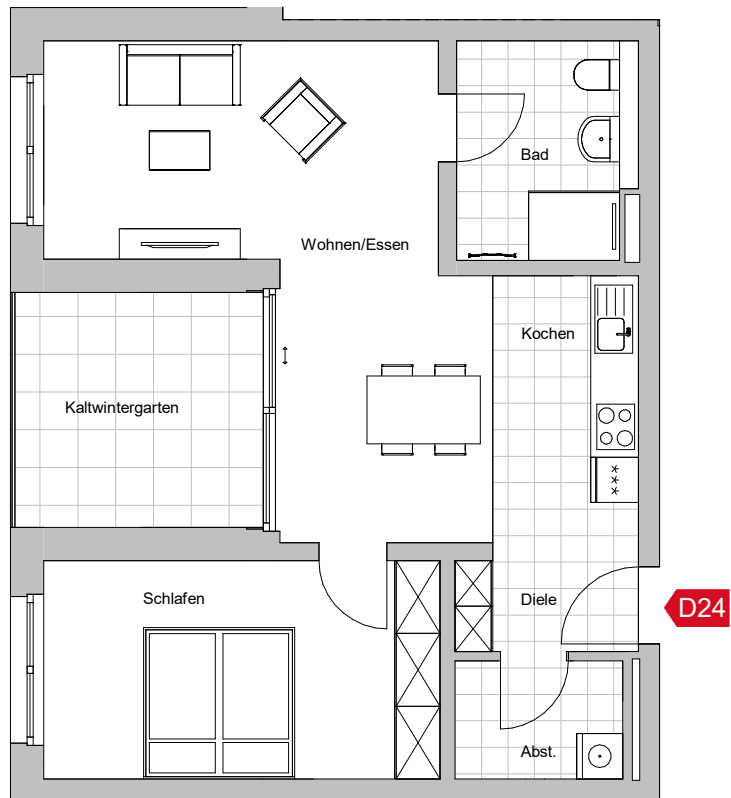 Bad
Wohnen/Essen
Kochen
Kaltwintergarten
Schlafen
Diele
D24
Abst.